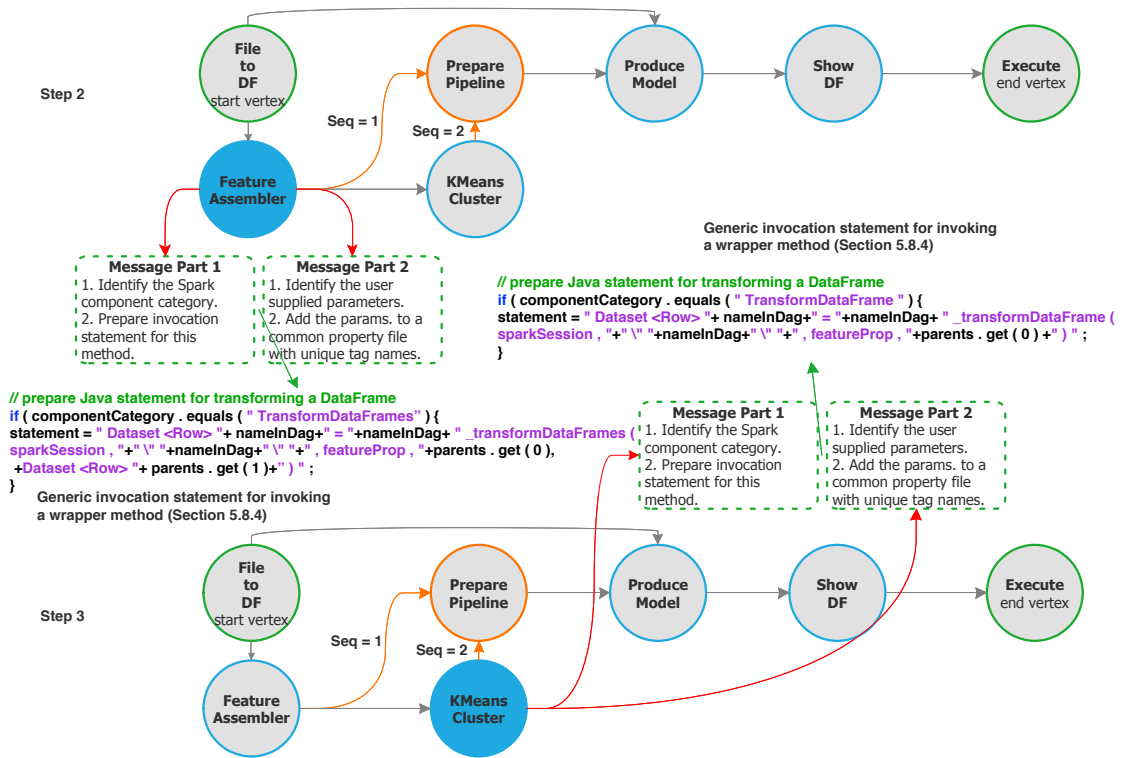 File
to
DF
start vertex
Prepare
Pipeline
Produce
Model
Show
DF
Execute
end vertex
Step 2
Seq = 1
Seq = 2
Feature
Assembler
KMeans
Cluster
Generic invocation statement for invoking
a wrapper method (Section 5.8.4)
Message Part 1
1. Identify the Spark
component category.
2. Prepare invocation
statement for this
method.
Message Part 2
1. Identify the user
supplied parameters.
2. Add the params. to a
common property file
with unique tag names.
// prepare Java statement for transforming a DataFrame
if ( componentCategory . equals ( " TransformDataFrame " ) {
statement = " Dataset <Row> "+ nameInDag+" = "+nameInDag+ " _transformDataFrame (
sparkSession , "+" \" "+nameInDag+" \" "+" , featureProp , "+parents . get ( 0 ) +" ) " ;
}
// prepare Java statement for transforming a DataFrame
if ( componentCategory . equals ( " TransformDataFrames” ) {
statement = " Dataset <Row> "+ nameInDag+" = "+nameInDag+ " _transformDataFrames (
sparkSession , "+" \" "+nameInDag+" \" "+" , featureProp , "+parents . get ( 0 ),
+Dataset <Row> "+ parents . get ( 1 )+” ) " ;
}
Generic invocation statement for invoking
a wrapper method (Section 5.8.4)
Message Part 1
1. Identify the Spark
component category.
2. Prepare invocation
statement for this
method.
Message Part 2
1. Identify the user
supplied parameters.
2. Add the params. to a
common property file
with unique tag names.
File
to
DF
start vertex
Prepare
Pipeline
Produce
Model
Show
DF
Execute
end vertex
Step 3
Seq = 1
Seq = 2
Feature
Assembler
KMeans
Cluster